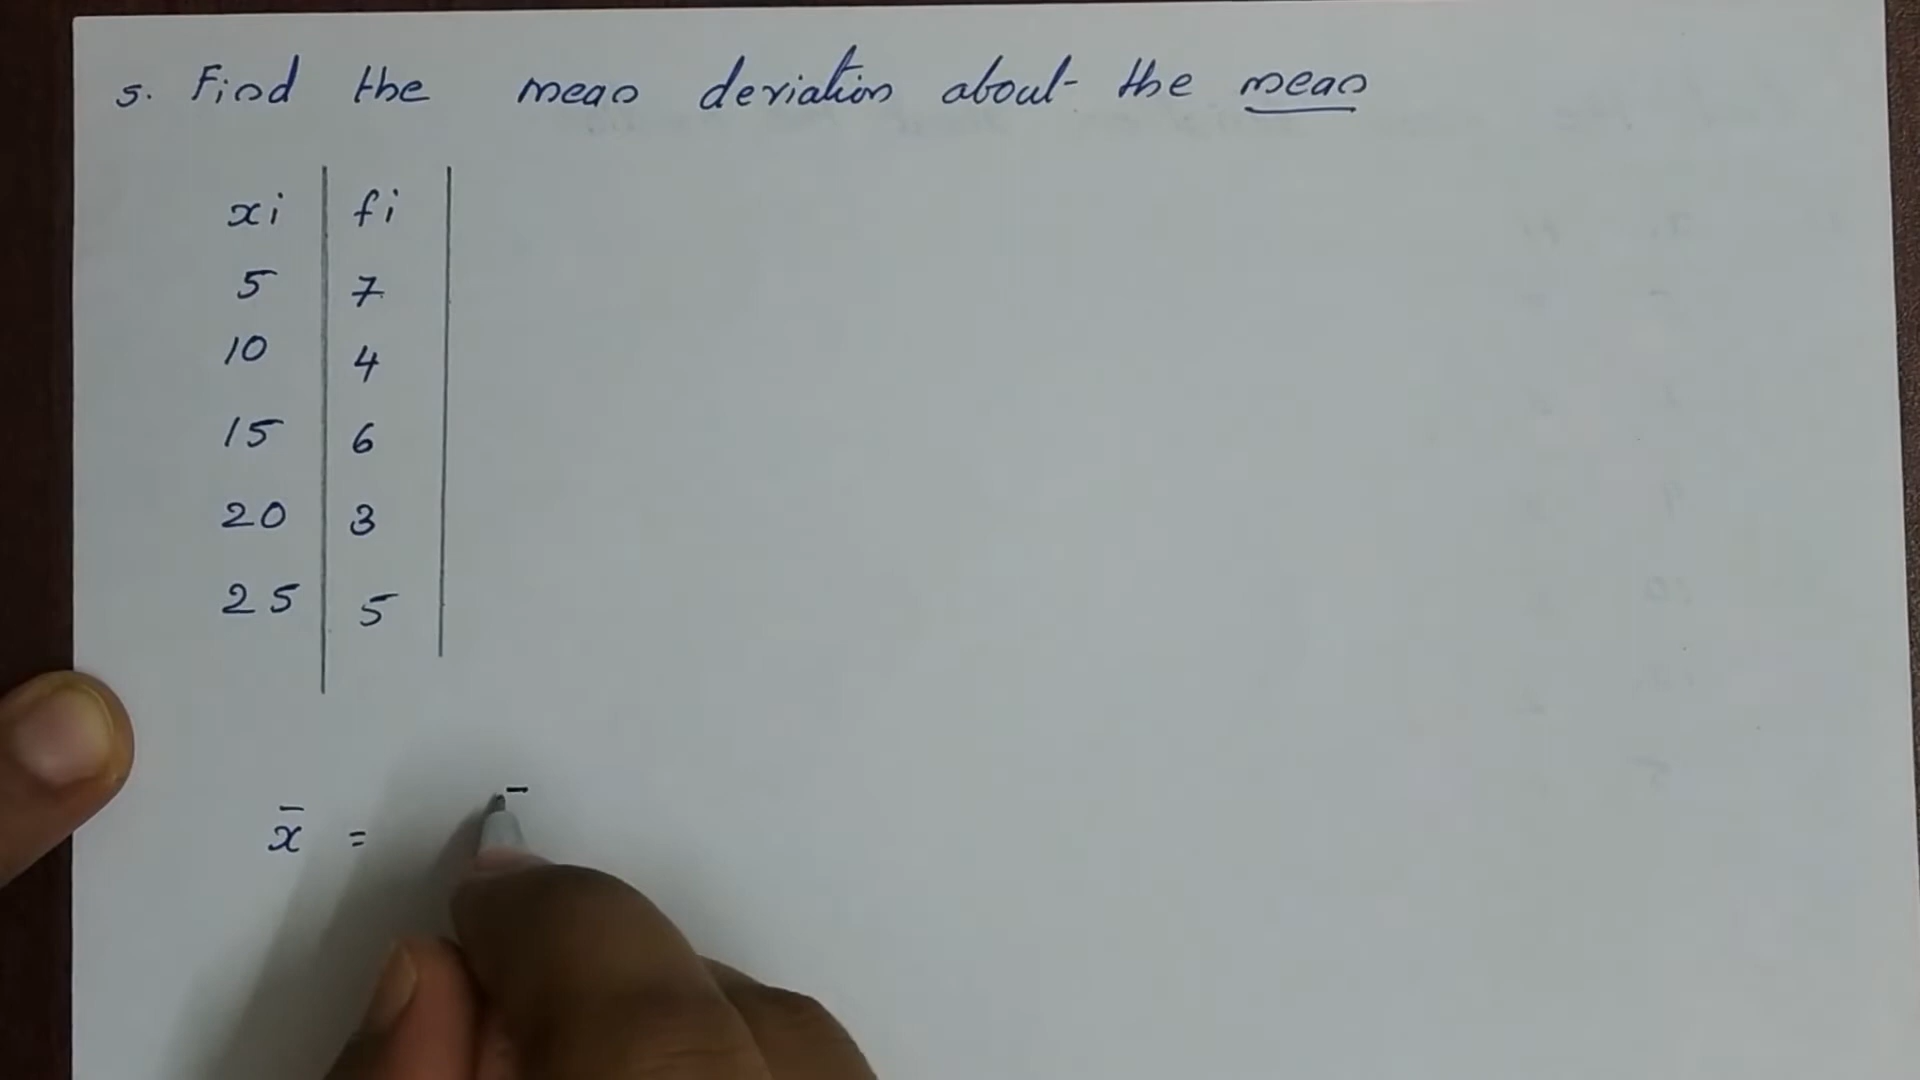 5. Find the mean deviation about the mean
xi fi
5 7
10 4
15 6
20 3
25 5
x̄ =